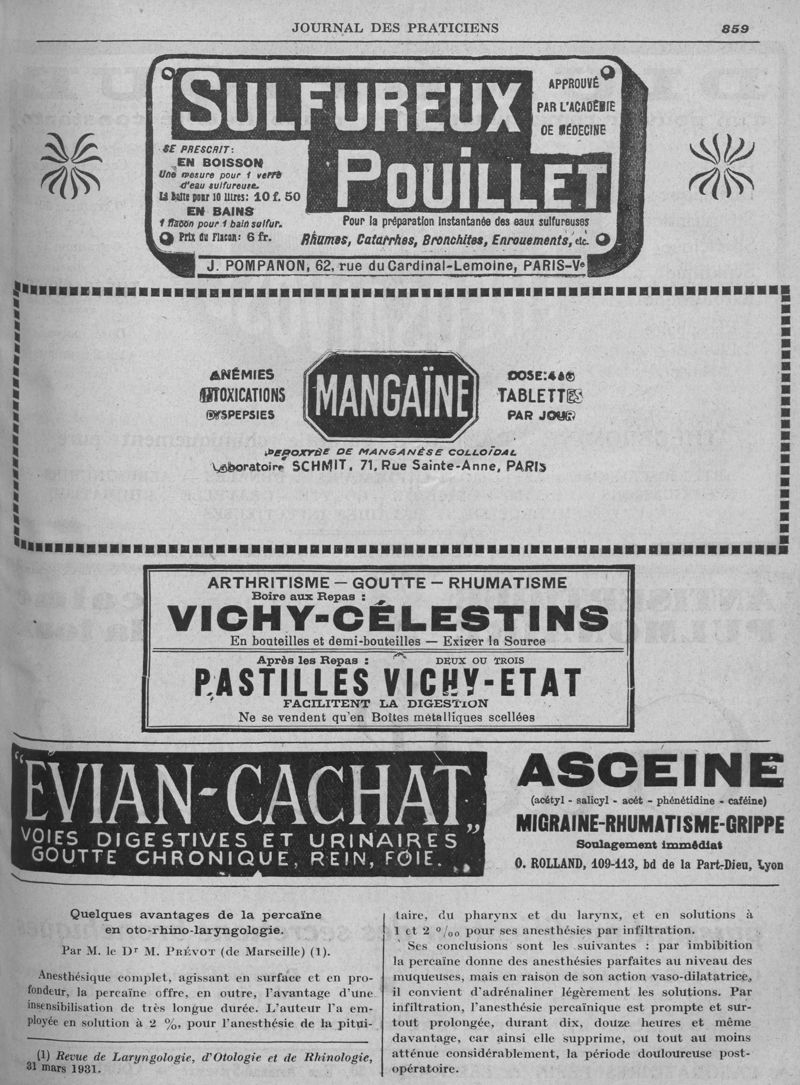 JOURNAL DES PRATICIENS 859
SULFUREUX
POUILLET
APPROUVÉ
PAR L'ACADÉMIE
DE MÉDECINE
SE PRESCRIT:
EN BOISSON
Une mesure pour 1 verre
d'eau sulfureuse.
La boîte pour 10 litres: 10 f. 50
EN BAINS
1 flacon pour 1 bain sulfur.
Prix du Flacon: 6 fr.
Pour la préparation instantanée des eaux sulfureuses
Rhumes, Catarrhes, Bronchites, Enrouements, etc.
J. POMPANON, 62, rue du Cardinal-Lemoine, PARIS-Ve
ANÉMIES
INTOXICATIONS
DYSPEPSIES
MANGAÏNE
DOSE: 4 à 6
TABLETTES
PAR JOUR
PEROXYDE DE MANGANÈSE COLLOÏDAL
Laboratoire SCHMIT, 71, Rue Sainte-Anne, PARIS
ARTHRITISME — GOUTTE — RHUMATISME
Boire aux Repas :
VICHY-CÉLESTINS
En bouteilles et demi-bouteilles — Exiger la Source
Après les Repas : DEUX OU TROIS
PASTILLES VICHY-ETAT
FACILITENT LA DIGESTION
Ne se vendent qu'en Boîtes métalliques scellées
"EVIAN-CACHAT"
VOIES DIGESTIVES ET URINAIRES
GOUTTE CHRONIQUE, REIN, FOIE.
ASCEINE
(acétyl - salicyl - acét - phénétidine - caféine)
MIGRAINE-RHUMATISME-GRIPPE
Soulagement immédiat
O. ROLLAND, 109-113, bd de la Part-Dieu, Lyon
Quelques avantages de la percaïne
en oto-rhino-laryngologie.
Par M. le Dr M. PRÉVOT (de Marseille) (1).
Anesthésique complet, agissant en surface et en pro-
fondeur, la percaïne offre, en outre, l'avantage d'une
insensibilisation de très longue durée. L'auteur l'a em-
ployée en solution à 2 %, pour l'anesthésie de la pitui-
(1) Revue de Laryngologie, d'Otologie et de Rhinologie,
31 mars 1931.
taire, du pharynx et du larynx, et en solutions à
1 et 2 °/oo pour ses anesthésies par infiltration.
Ses conclusions sont les suivantes : par imbibition
la percaïne donne des anesthésies parfaites au niveau des
muqueuses, mais en raison de son action vaso-dilatatrice,
il convient d'adrénaliner légèrement les solutions. Par
infiltration, l'anesthésie percaïnique est prompte et sur-
tout prolongée, durant dix, douze heures et même
davantage, car ainsi elle supprime, ou tout au moins
atténue considérablement, la période douloureuse post-
opératoire.